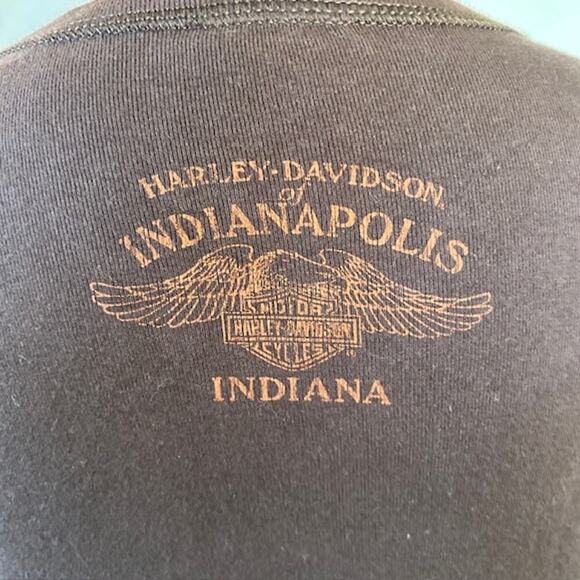 HARLEY-DAVIDSON
of
INDIANAPOLIS
MOTOR
HARLEY-DAVIDSON
CYCLES
INDIANA